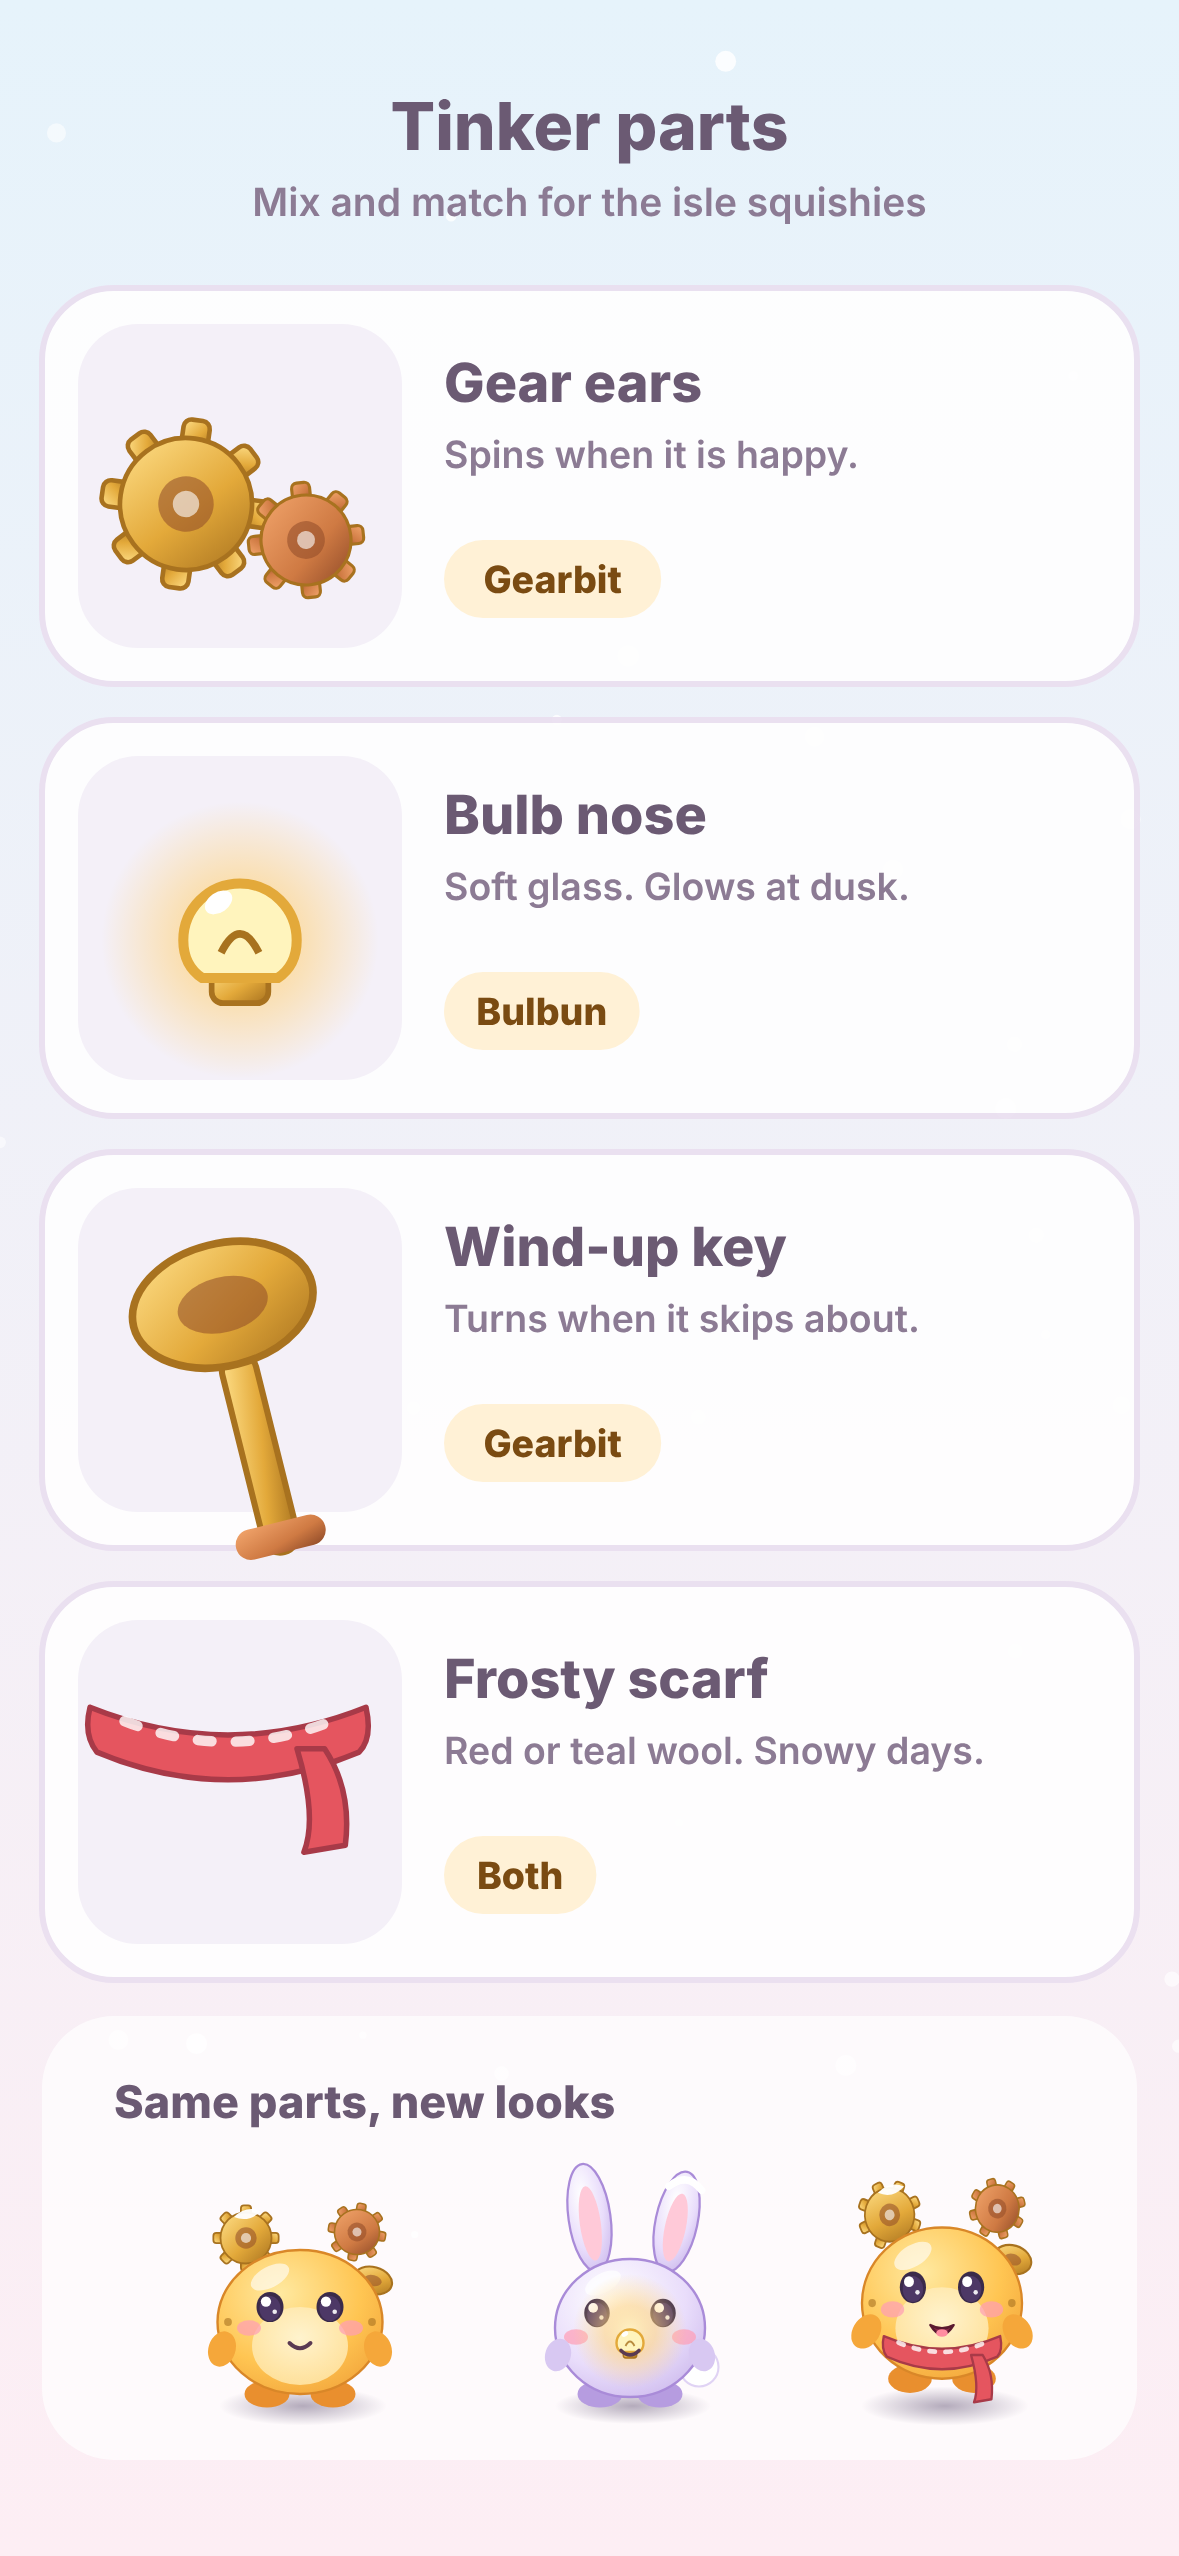 Tinker parts
Mix and match for the isle squishies
Gear ears
Spins when it is happy.
Gearbit
Bulb nose
Soft glass. Glows at dusk.
Bulbun
Wind-up key
Turns when it skips about.
Gearbit
Frosty scarf
Red or teal wool. Snowy days.
Both
Same parts, new looks